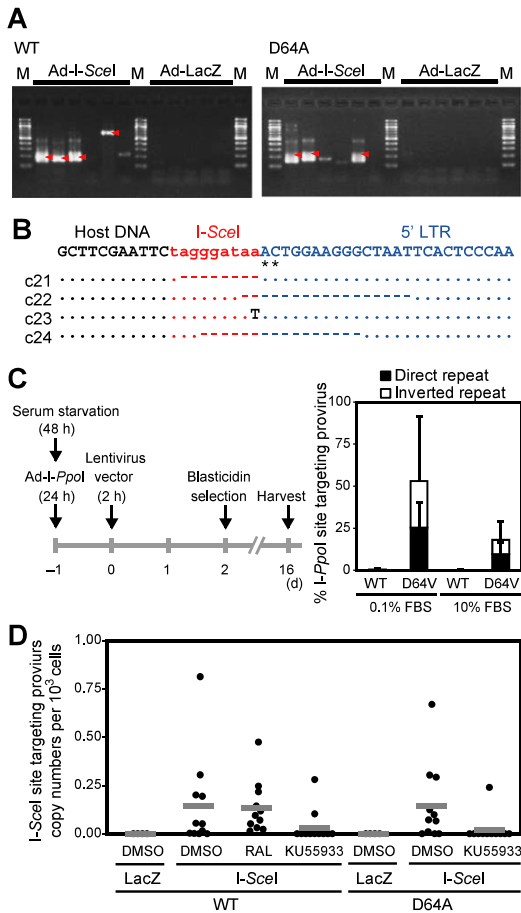 A
WT
D64A
M Ad-I-SceI Ad-LacZ M
M Ad-I-SceI Ad-LacZ M
B
Host DNA I-SceI 5' LTR
GCTTCGAATTCtagggataaACTGGAAGGGCTAATTCACTCCCAA
**
c21
c22
c23 T
c24
C
Serum starvation
(48 h)
Ad-I-PpoI
(24 h)
Lentivirus
vector
(2 h)
Blasticidin
selection
Harvest
–1 0 1 2 16
(d)
Direct repeat
Inverted repeat
% I-PpoI site targeting provirus
100
75
50
25
0
WT D64V WT D64V
0.1% FBS 10% FBS
D
I-SceI site targeting proviurs
copy numbers per 10³ cells
1.00
0.75
0.50
0.25
0.00
DMSO DMSO RAL KU55933 DMSO DMSO KU55933
LacZ I-SceI LacZ I-SceI
WT D64A